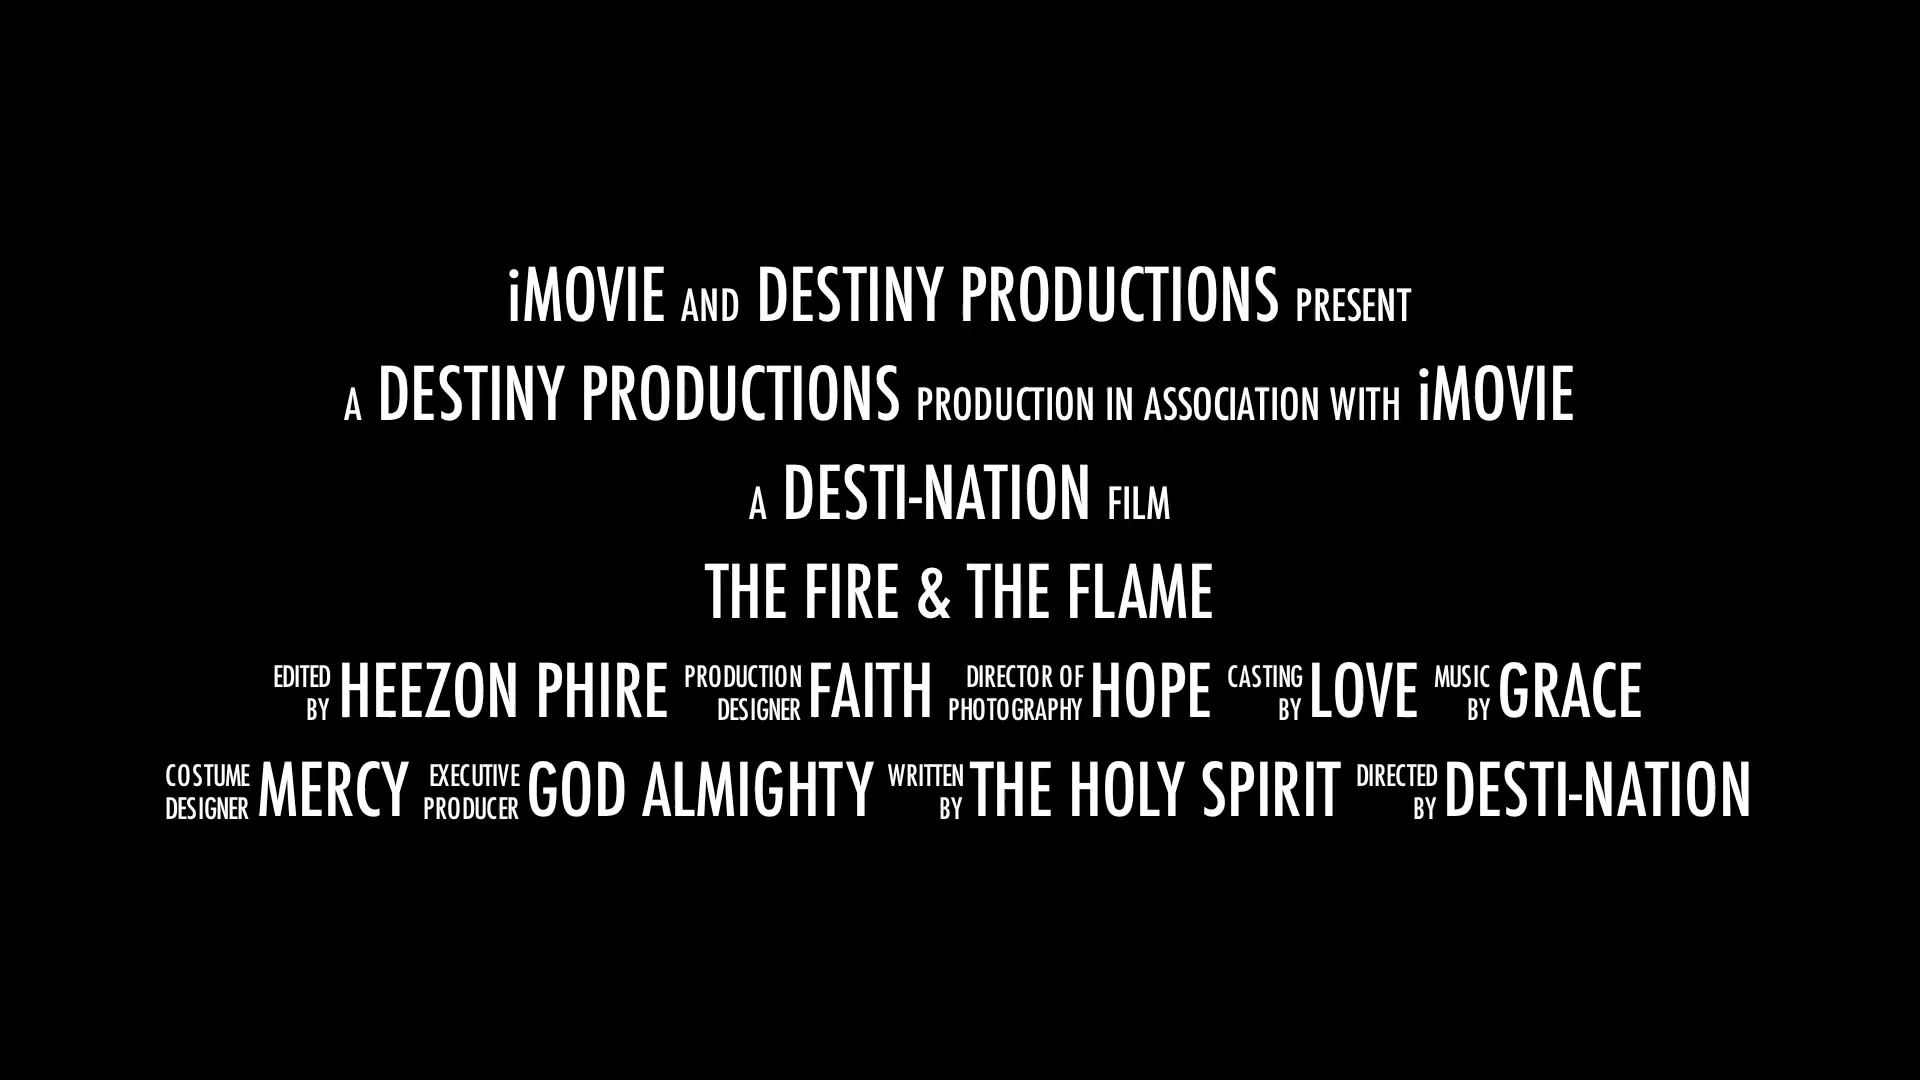 iMOVIE AND DESTINY PRODUCTIONS PRESENT
A DESTINY PRODUCTIONS PRODUCTION IN ASSOCIATION WITH iMOVIE
A DESTI-NATION FILM
THE FIRE & THE FLAME
EDITED BY HEEZON PHIRE PRODUCTION DESIGNER FAITH DIRECTOR OF PHOTOGRAPHY HOPE CASTING BY LOVE MUSIC BY GRACE
COSTUME DESIGNER MERCY EXECUTIVE PRODUCER GOD ALMIGHTY WRITTEN BY THE HOLY SPIRIT DIRECTED BY DESTI-NATION